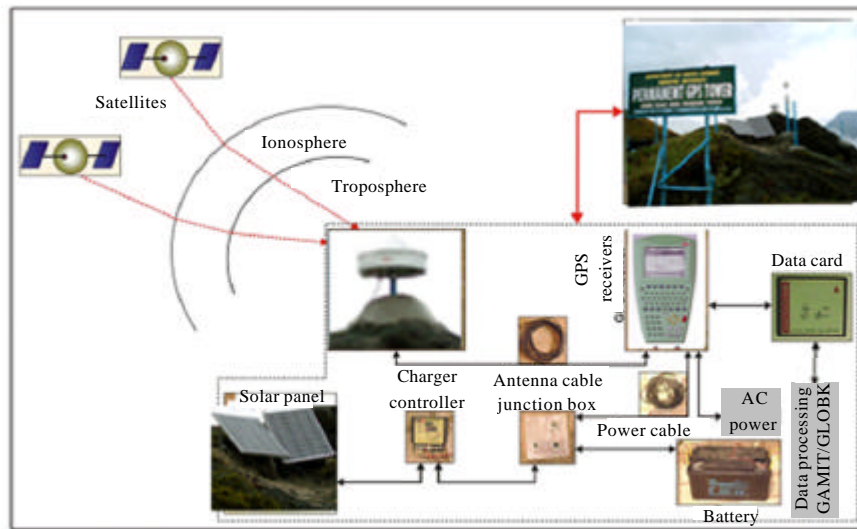 Satellites
Ionosphere
Troposphere
PERMANENT GPS TOWER
GPS
receivers
Data card
Charger
controller
Antenna cable
junction box
Solar panel
Power cable
AC
power
Battery
Data processing
GAMIT/GLOBK